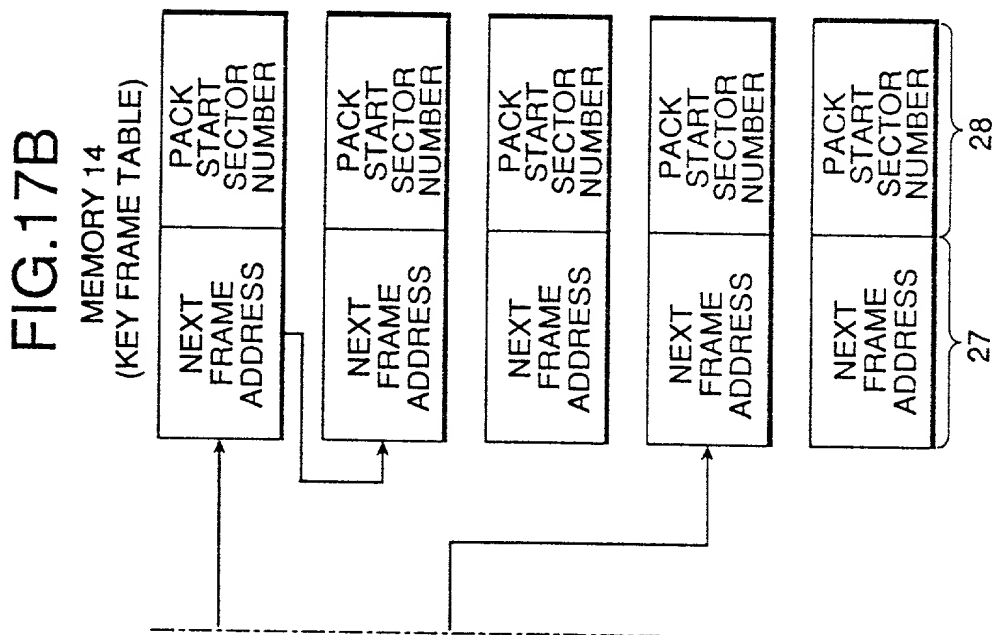 FIG.17B
MEMORY 14
(KEY FRAME TABLE)
NEXT
FRAME
ADDRESS
PACK
START
SECTOR
NUMBER
NEXT
FRAME
ADDRESS
PACK
START
SECTOR
NUMBER
NEXT
FRAME
ADDRESS
PACK
START
SECTOR
NUMBER
NEXT
FRAME
ADDRESS
PACK
START
SECTOR
NUMBER
NEXT
FRAME
ADDRESS
PACK
START
SECTOR
NUMBER
27
28